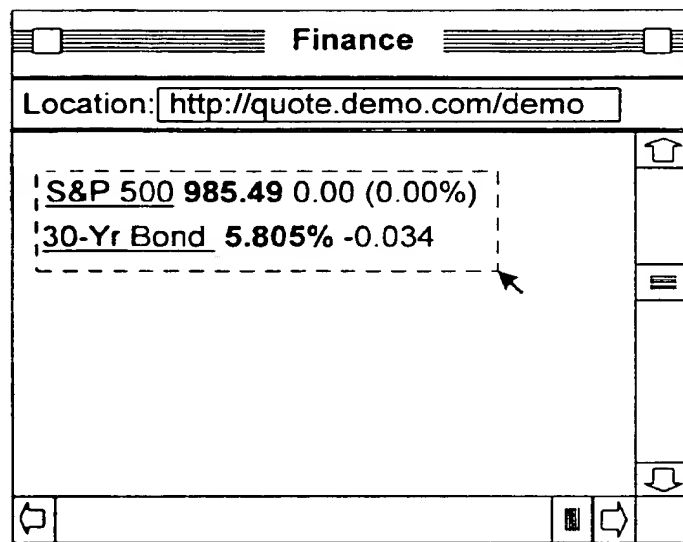 Finance
Location: http://quote.demo.com/demo
S&P 500 985.49 0.00 (0.00%)
30-Yr Bond 5.805% -0.034